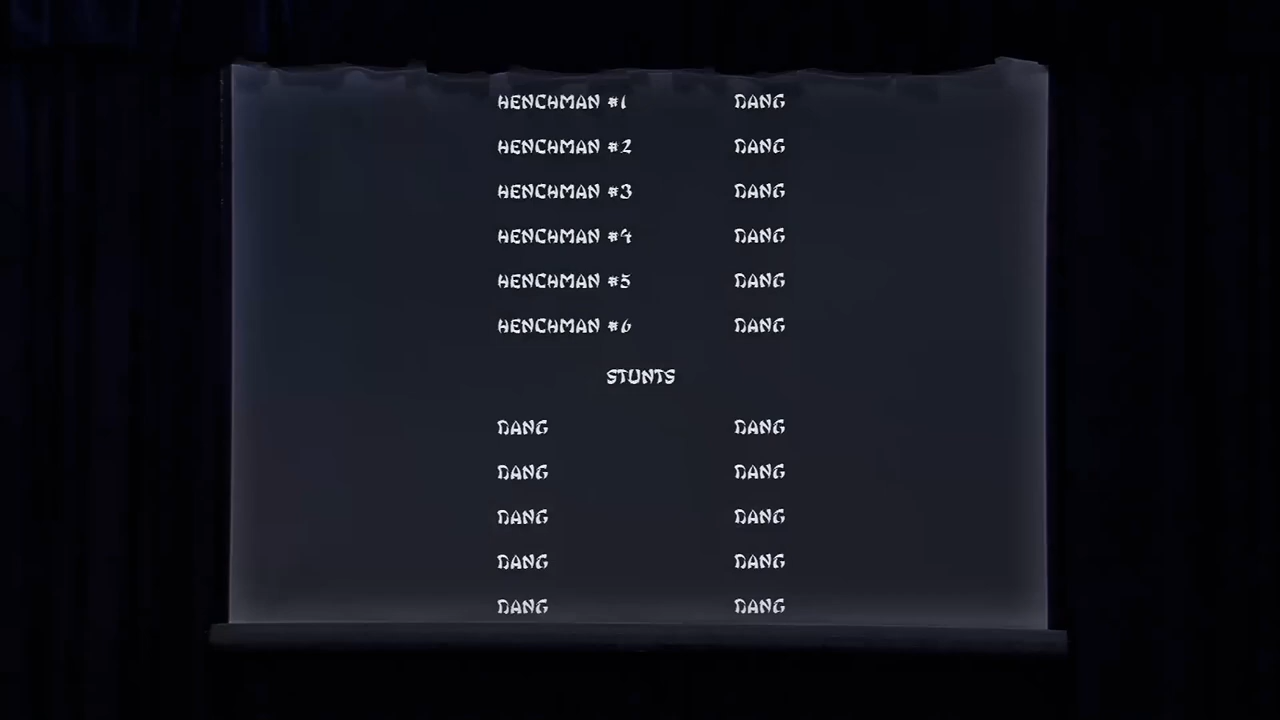 HENCHMAN #1 DANG
HENCHMAN #2 DANG
HENCHMAN #3 DANG
HENCHMAN #4 DANG
HENCHMAN #5 DANG
HENCHMAN #6 DANG
STUNTS
DANG DANG
DANG DANG
DANG DANG
DANG DANG
DANG DANG